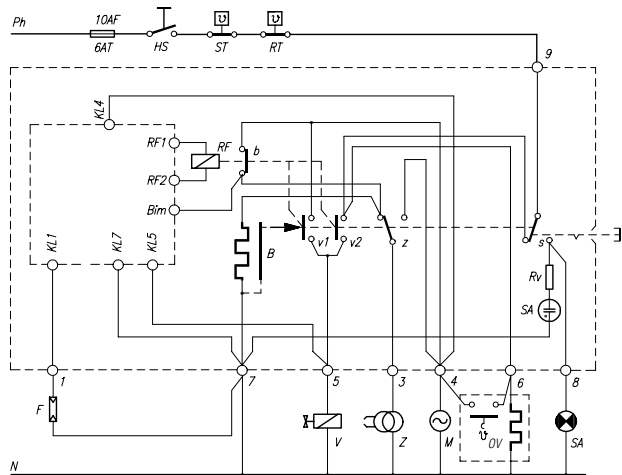 Ph
10AF
6AT
HS
ST
RT
9
KL4
RF1
RF
b
RF2
Bim
KL1
KL7
KL5
B
v1
v2
z
s
Rv
SA
1
7
5
3
4
6
8
F
V
Z
M
ϑ
OV
SA
N